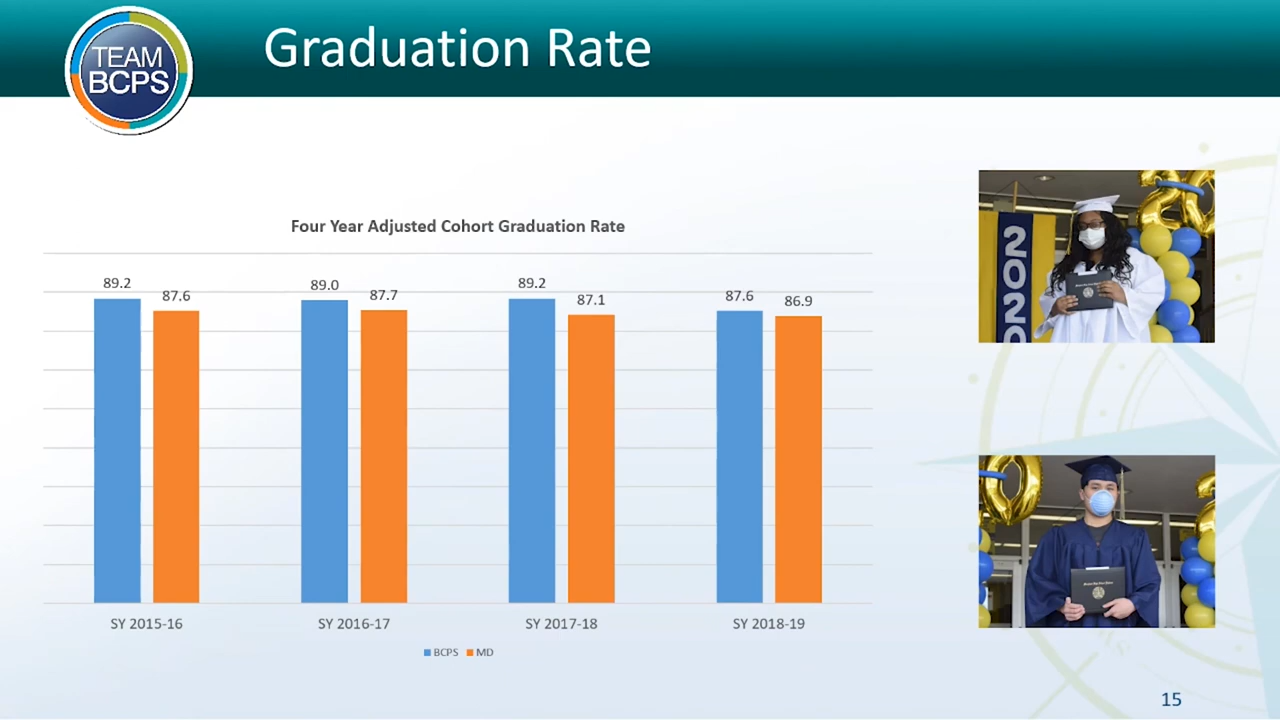 TEAM
BCPS
Graduation Rate
Four Year Adjusted Cohort Graduation Rate
89.2
87.6
89.0
87.7
89.2
87.1
87.6
86.9
SY 2015-16
SY 2016-17
SY 2017-18
SY 2018-19
BCPS
MD
2020
15